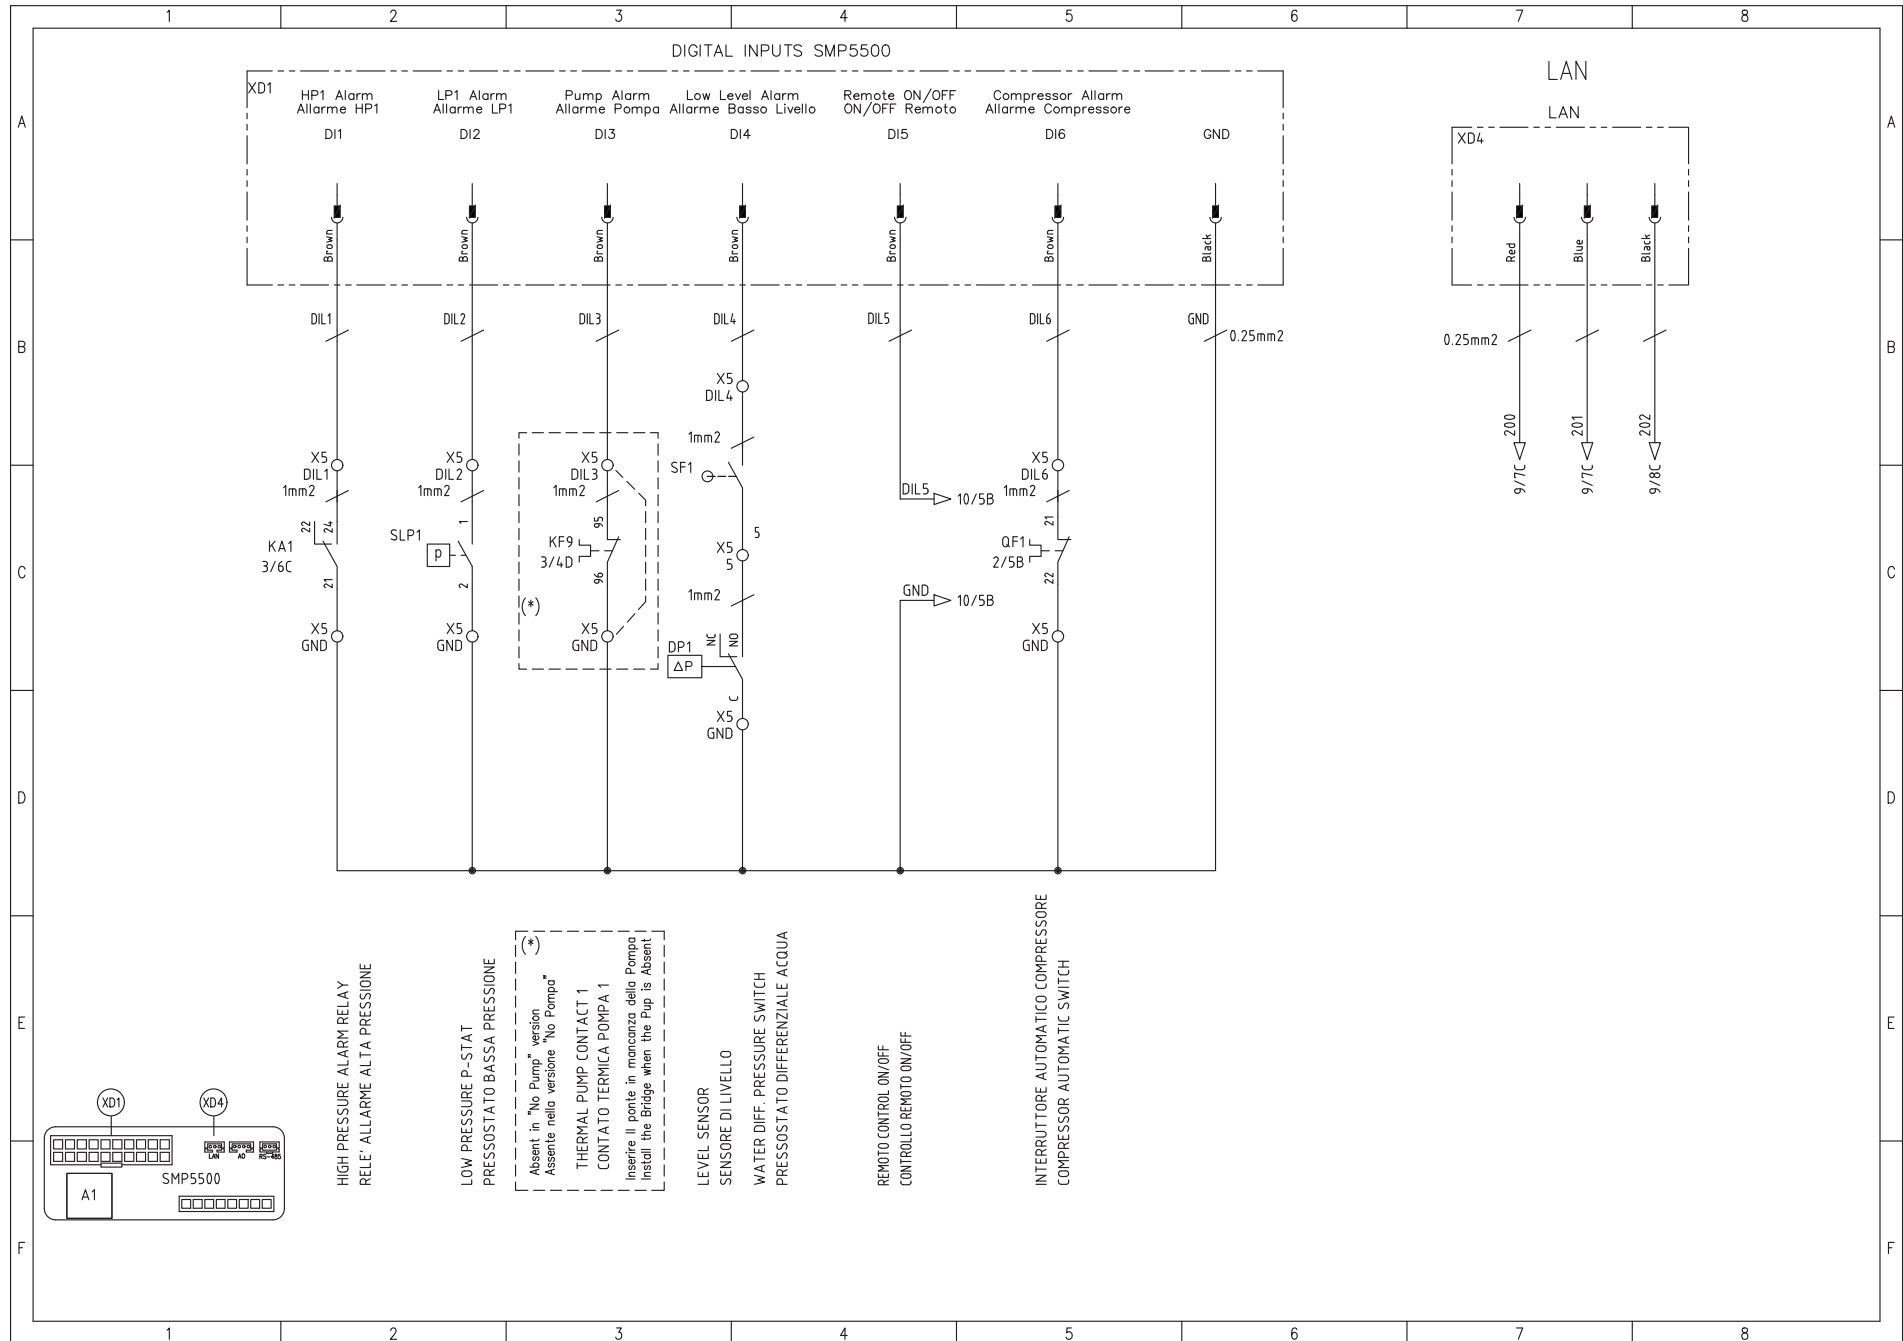 1 2 3 4 5 6 7 8
DIGITAL INPUTS SMP5500
LAN
XD1
HP1 Alarm
Allarme HP1
DI1
LP1 Alarm
Allarme LP1
DI2
Pump Alarm
Allarme Pompa
DI3
Low Level Alarm
Allarme Basso Livello
DI4
Remote ON/OFF
ON/OFF Remoto
DI5
Compressor Allarm
Allarme Compressore
DI6
GND
LAN
XD4
A
A
Brown
Brown
Brown
Brown
Brown
Brown
Black
Red
Blue
Black
DIL1
DIL2
DIL3
DIL4
DIL5
DIL6
GND
0.25mm2
0.25mm2
B
B
X5
DIL4
1mm2
200
201
202
9/7C
9/7C
9/8C
X5
DIL1
1mm2
22
24
KA1
3/6C
21
X5
GND
X5
DIL2
1mm2
1
SLP1
P
2
X5
GND
X5
DIL3
1mm2
95
KF9
3/4D
96
(*)
X5
GND
SF1
5
X5
5
1mm2
NC
NO
DP1
ΔP
C
X5
GND
DIL5
10/5B
GND
10/5B
X5
DIL6
1mm2
21
QF1
2/5B
22
X5
GND
C
C
D
D
HIGH PRESSURE ALARM RELAY
RELE' ALLARME ALTA PRESSIONE
LOW PRESSURE P-STAT
PRESSOSTATO BASSA PRESSIONE
(*)
Absent in "No Pump" version
Assente nella versione "No Pompa"
THERMAL PUMP CONTACT 1
CONTATO TERMICA POMPA 1
Inserire Il ponte in mancanza della Pompa
Install the Bridge when the Pup is Absent
LEVEL SENSOR
SENSORE DI LIVELLO
WATER DIFF. PRESSURE SWITCH
PRESSOSTATO DIFFERENZIALE ACQUA
REMOTO CONTROL ON/OFF
CONTROLLO REMOTO ON/OFF
INTERRUTTORE AUTOMATICO COMPRESSORE
COMPRESSOR AUTOMATIC SWITCH
E
E
XD1
XD4
LAN
AO
RS-485
SMP5500
A1
F
F
1 2 3 4 5 6 7 8